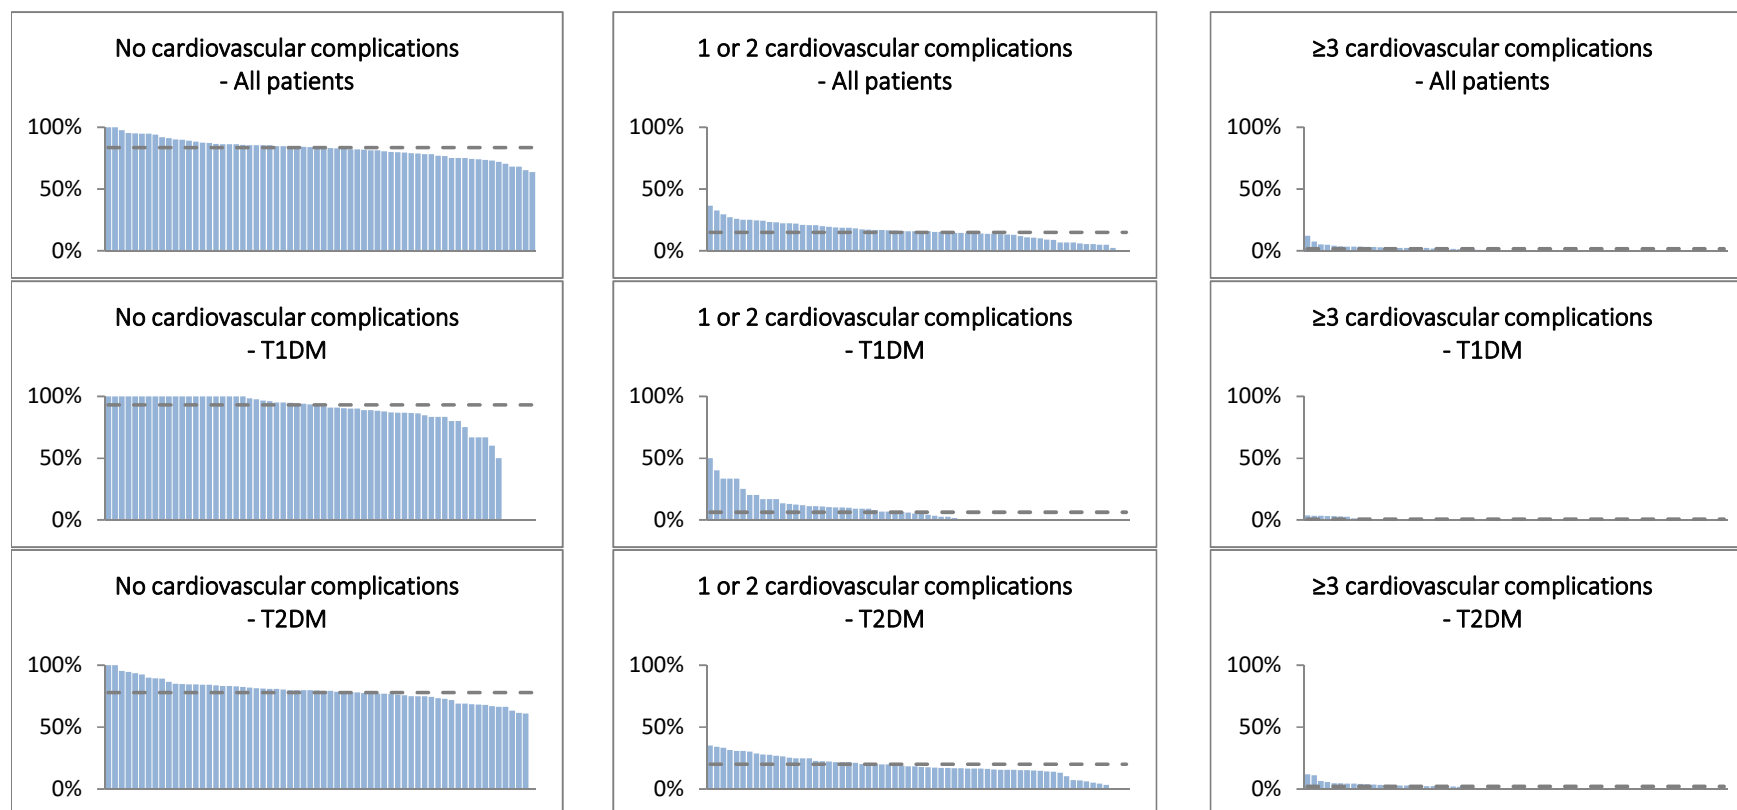 No cardiovascular complications
- All patients
100%
50%
0%
1 or 2 cardiovascular complications
- All patients
100%
50%
0%
≥3 cardiovascular complications
- All patients
100%
50%
0%
No cardiovascular complications
- T1DM
100%
50%
0%
1 or 2 cardiovascular complications
- T1DM
100%
50%
0%
≥3 cardiovascular complications
- T1DM
100%
50%
0%
No cardiovascular complications
- T2DM
100%
50%
0%
1 or 2 cardiovascular complications
- T2DM
100%
50%
0%
≥3 cardiovascular complications
- T2DM
100%
50%
0%